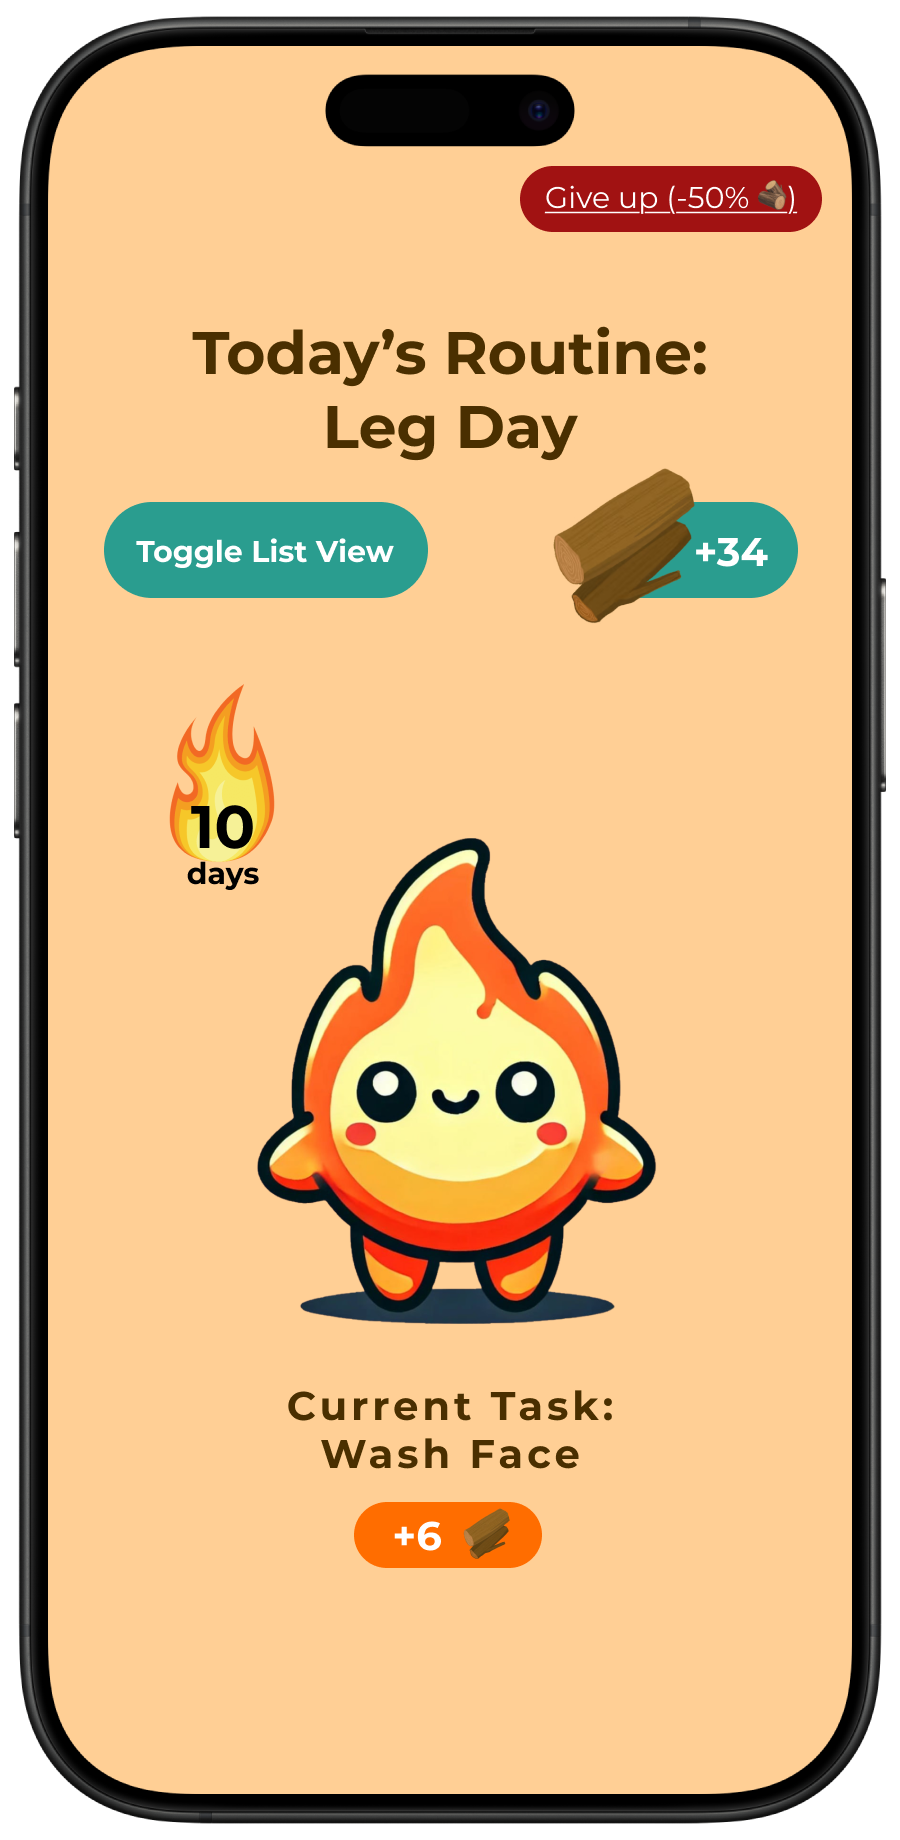 Give up (-50% )
Today’s Routine:
Leg Day
Toggle List View
+34
10
days
Current Task:
Wash Face
+6